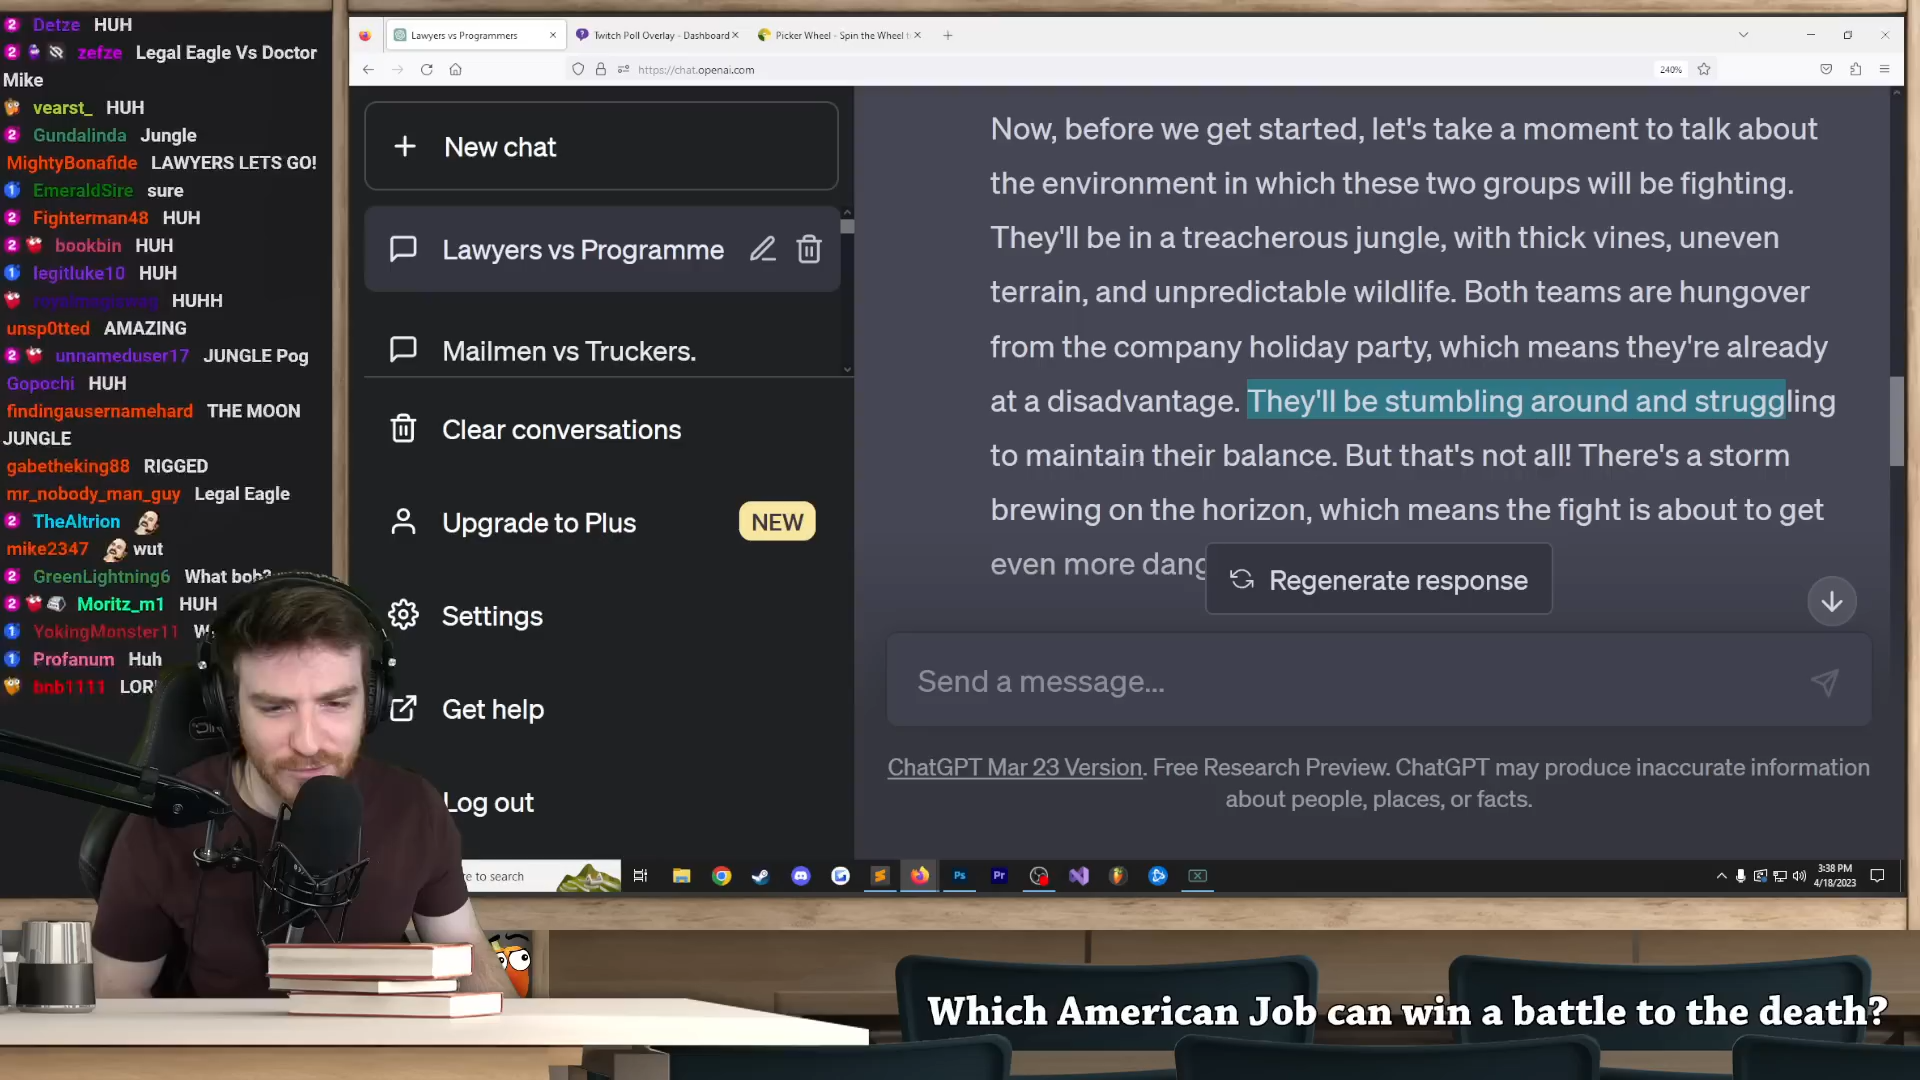 Detze HUH
zefze Legal Eagle Vs Doctor
Mike
vearst_ HUH
Gundalinda Jungle
MightyBonafide LAWYERS LETS GO!
EmeraldSire sure
Fighterman48 HUH
bookbin HUH
legitluke10 HUH
HUHH
unsp0tted AMAZING
unnameduser17 JUNGLE Pog
Gopochi HUH
findingausernamehard THE MOON
JUNGLE
gabetheking88 RIGGED
mr_nobody_man_guy Legal Eagle
TheAltrion
mike2347 wut
GreenLightning6 What bob?
Moritz_m1 HUH
YokingMonster11
Profanum Huh
bnb1111
Lawyers vs Programmers
Twitch Poll Overlay - Dashboard
Picker Wheel - Spin the Wheel
https://chat.openai.com
240%
New chat
Lawyers vs Programme
Mailmen vs Truckers.
Clear conversations
Upgrade to Plus NEW
Settings
Get help
Log out
Now, before we get started, let's take a moment to talk about
the environment in which these two groups will be fighting.
They'll be in a treacherous jungle, with thick vines, uneven
terrain, and unpredictable wildlife. Both teams are hungover
from the company holiday party, which means they're already
at a disadvantage. They'll be stumbling around and struggling
to maintain their balance. But that's not all! There's a storm
brewing on the horizon, which means the fight is about to get
even more dang
Regenerate response
Send a message...
ChatGPT Mar 23 Version. Free Research Preview. ChatGPT may produce inaccurate information
about people, places, or facts.
re to search
Ps
Pr
3:38 PM
4/18/2023
Which American Job can win a battle to the death?